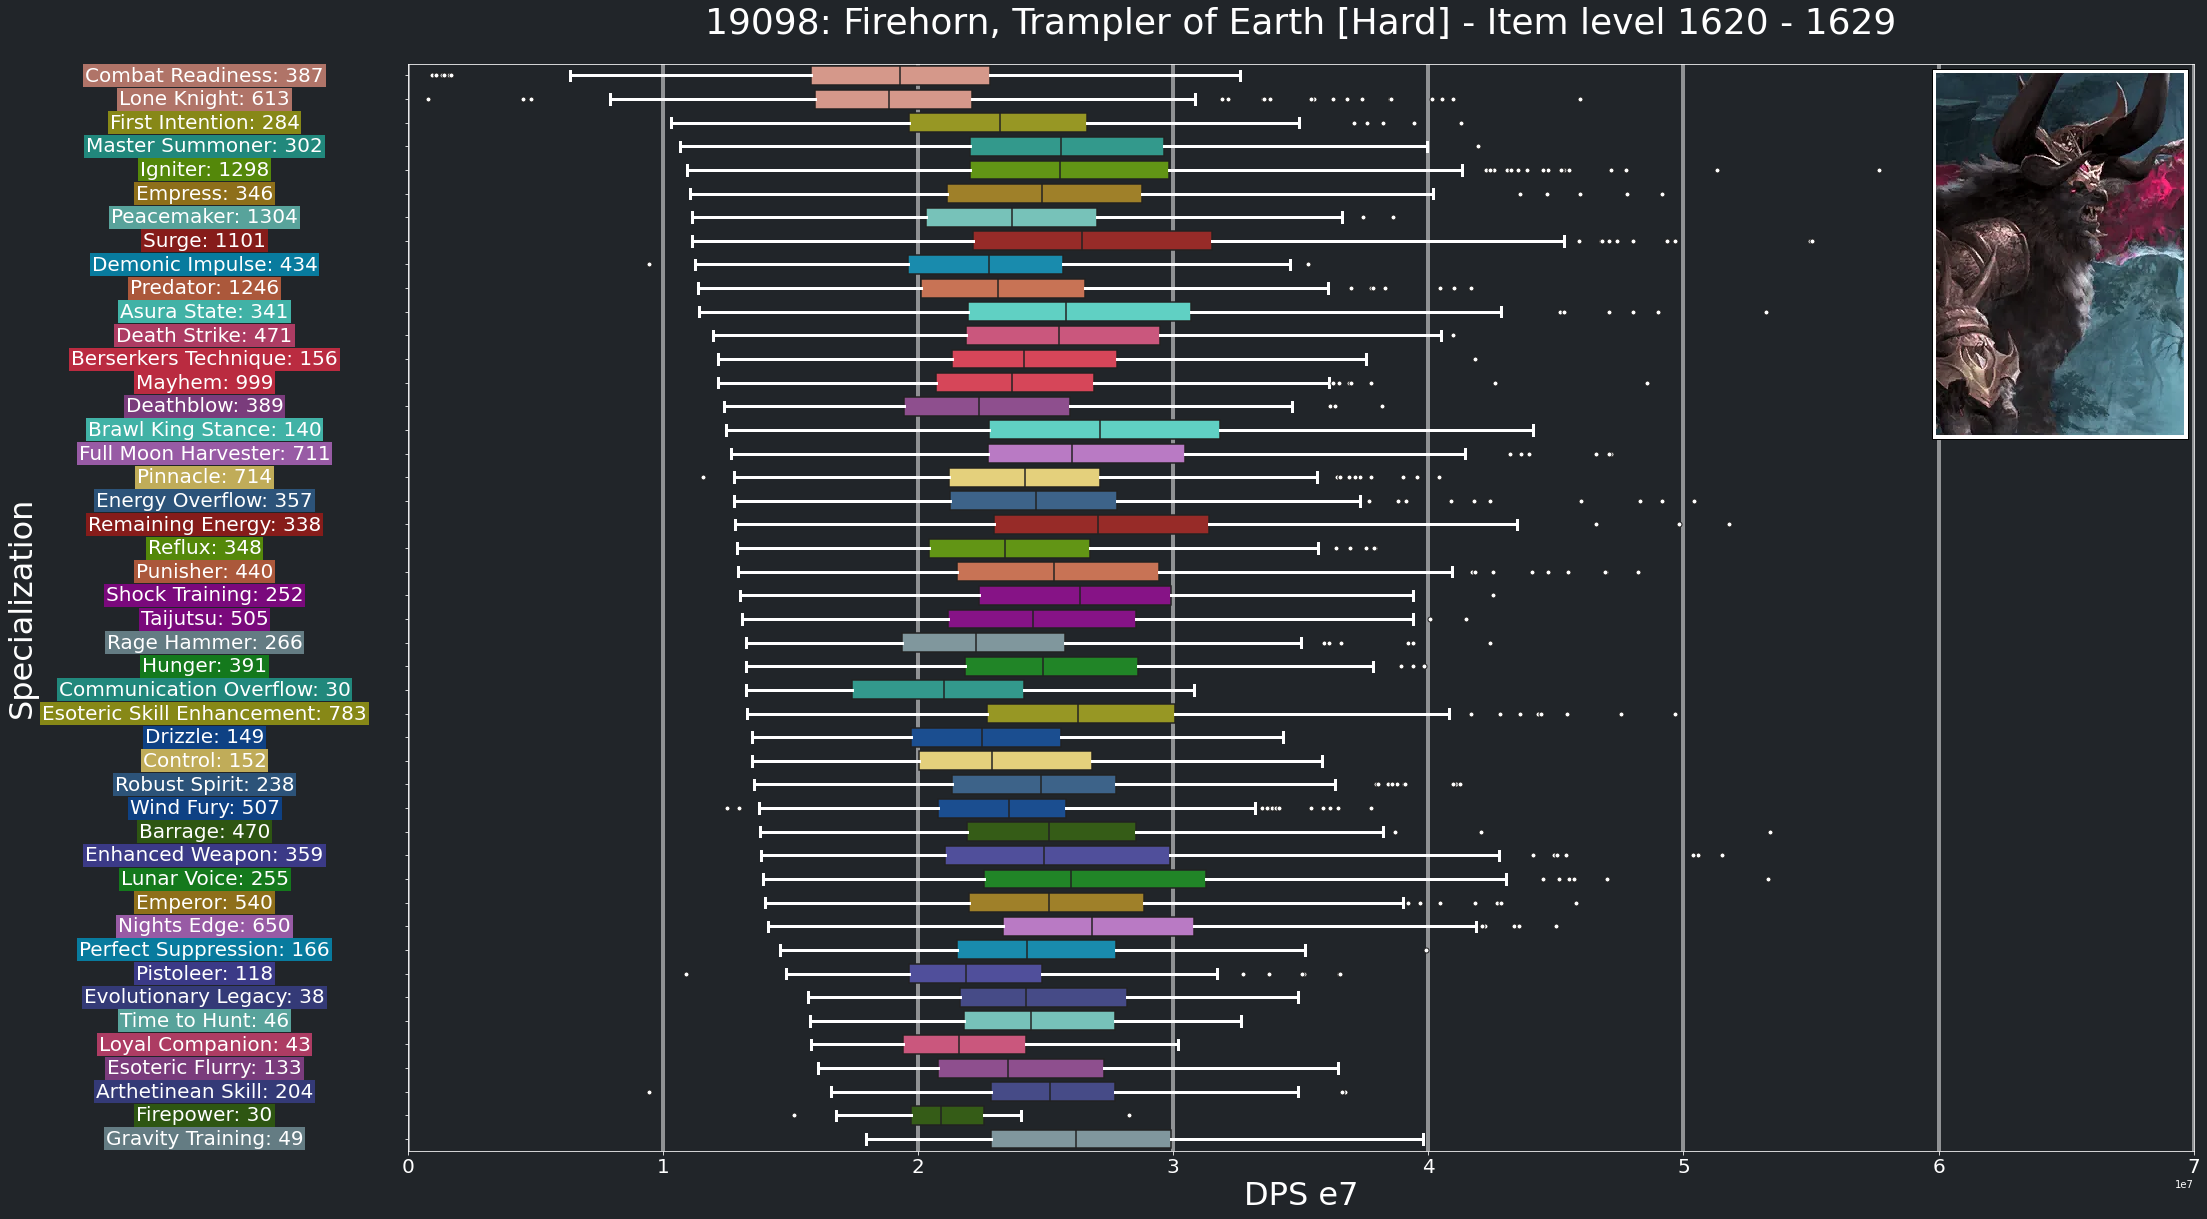 19098: Firehorn, Trampler of Earth [Hard] - Item level 1620 - 1629
Specialization
Combat Readiness: 387
Lone Knight: 613
First Intention: 284
Master Summoner: 302
Igniter: 1298
Empress: 346
Peacemaker: 1304
Surge: 1101
Demonic Impulse: 434
Predator: 1246
Asura State: 341
Death Strike: 471
Berserkers Technique: 156
Mayhem: 999
Deathblow: 389
Brawl King Stance: 140
Full Moon Harvester: 711
Pinnacle: 714
Energy Overflow: 357
Remaining Energy: 338
Reflux: 348
Punisher: 440
Shock Training: 252
Taijutsu: 505
Rage Hammer: 266
Hunger: 391
Communication Overflow: 30
Esoteric Skill Enhancement: 783
Drizzle: 149
Control: 152
Robust Spirit: 238
Wind Fury: 507
Barrage: 470
Enhanced Weapon: 359
Lunar Voice: 255
Emperor: 540
Nights Edge: 650
Perfect Suppression: 166
Pistoleer: 118
Evolutionary Legacy: 38
Time to Hunt: 46
Loyal Companion: 43
Esoteric Flurry: 133
Arthetinean Skill: 204
Firepower: 30
Gravity Training: 49
0 1 2 3 4 5 6 7
1e7
DPS e7